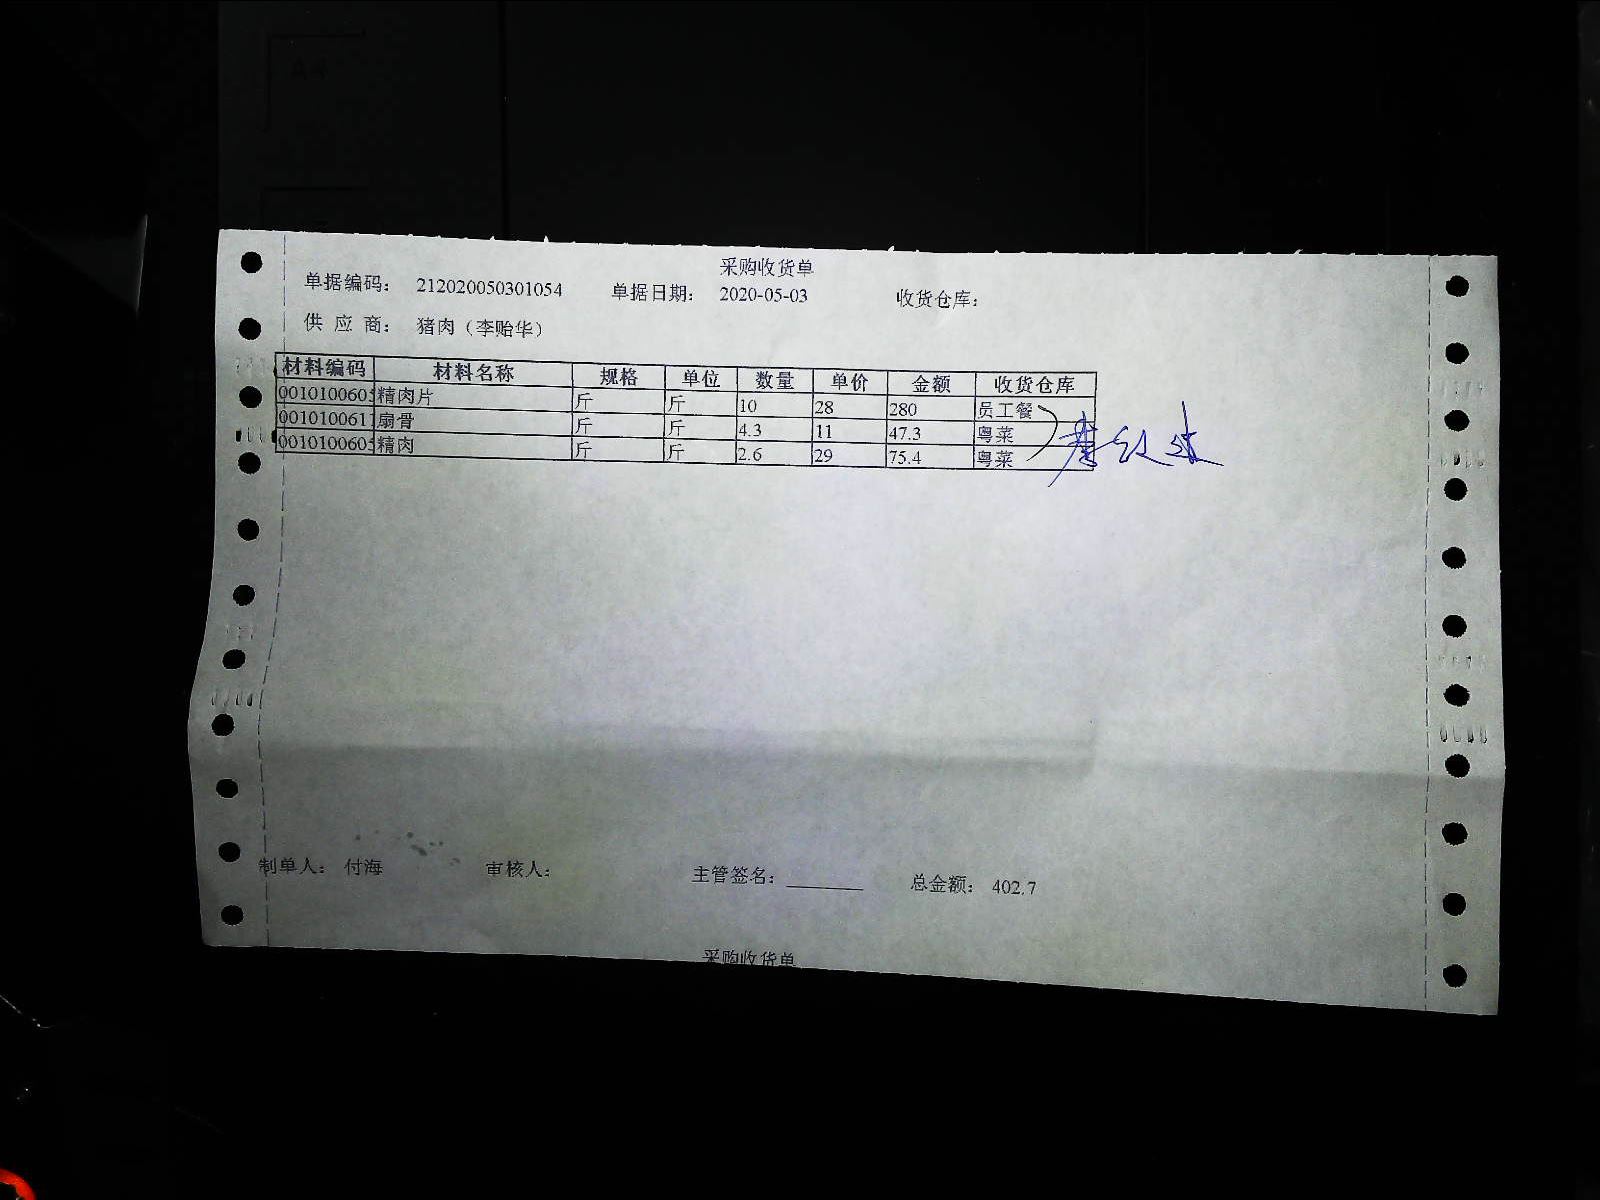 采购收货单
单据编码： 212020050301054 单据日期： 2020-05-03 收货仓库：
供 应 商： 猪肉（李贻华）
材料编码 材料名称 规格 单位 数量 单价 金额 收货仓库
0010100605 精肉片 斤 斤 10 28 280 员工餐
001010061 扇骨 斤 斤 4.3 11 47.3 粤菜
001010060 精肉 斤 斤 2.6 29 75.4 粤菜
制单人： 付海 审核人： 主管签名： 总金额： 402.7
采购收货单